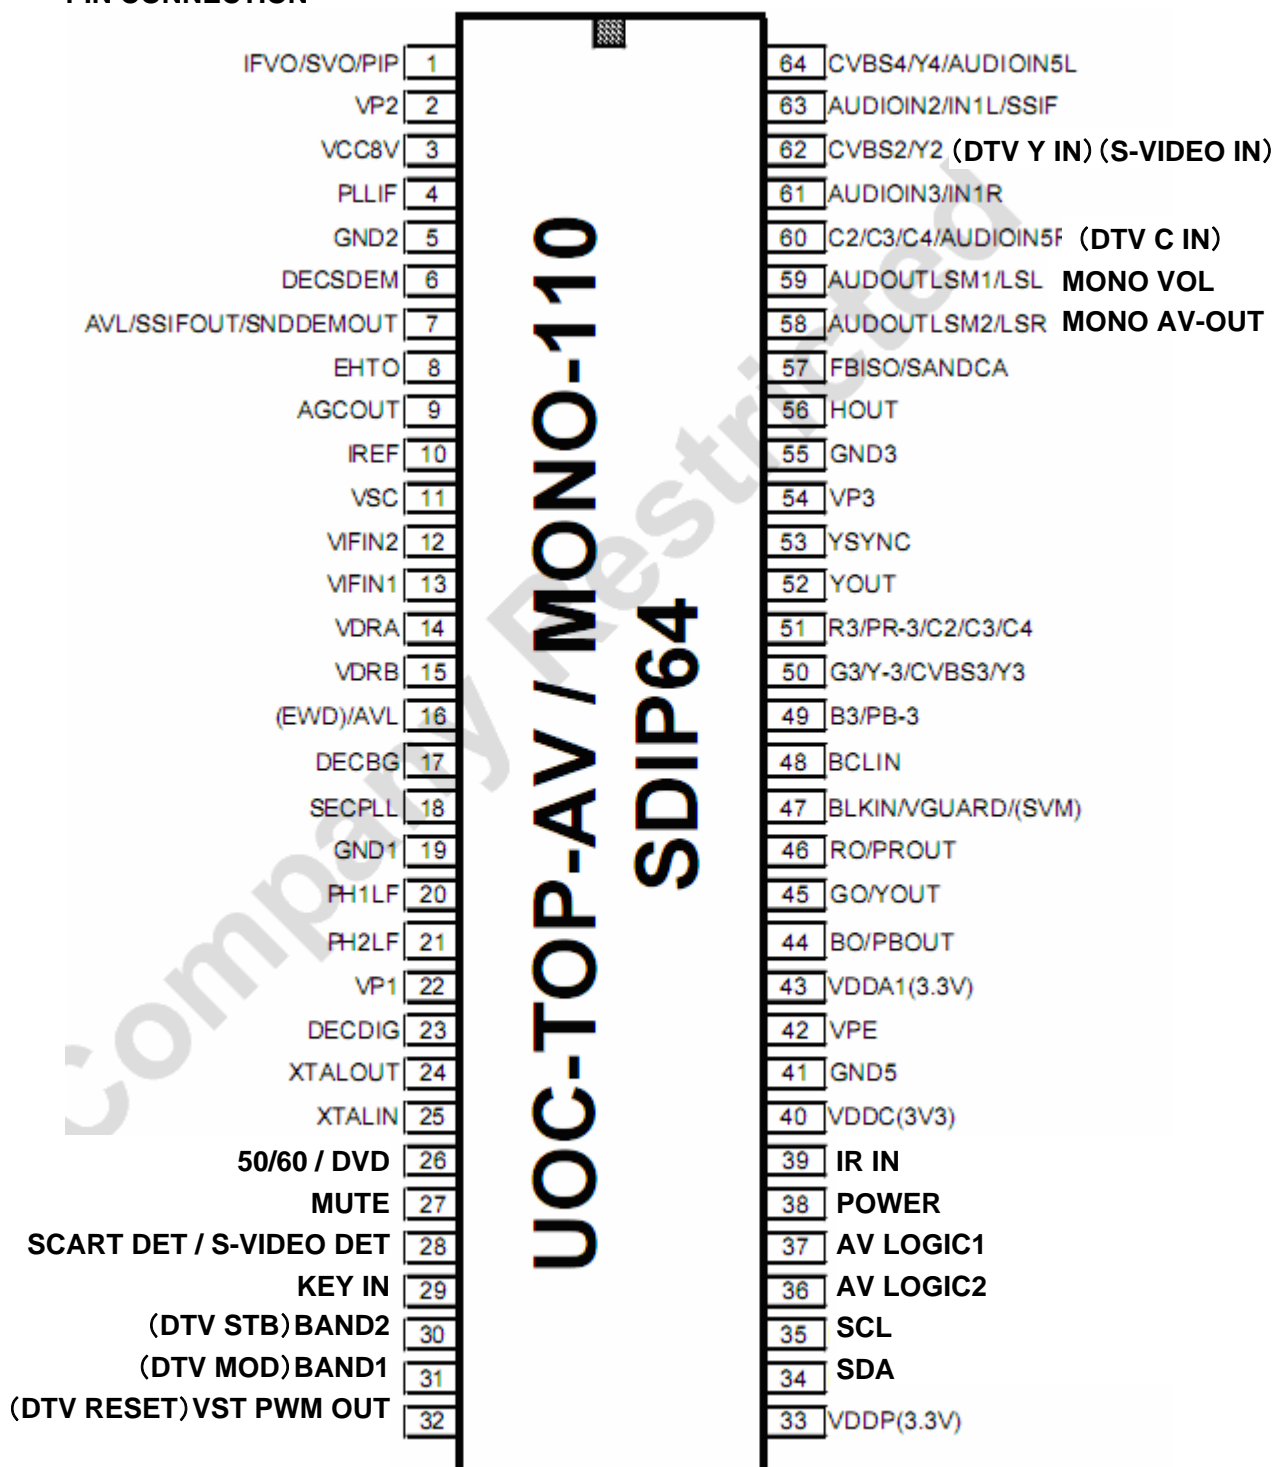 PIN CONNECTION
IFVO/SVO/PIP 1
VP2 2
VCC8V 3
PLLIF 4
GND2 5
DECSDEM 6
AVL/SSIFOUT/SNDDEMOUT 7
EHTO 8
AGCOUT 9
IREF 10
VSC 11
VIFIN2 12
VIFIN1 13
VDRA 14
VDRB 15
(EWD)/AVL 16
DECBG 17
SECPLL 18
GND1 19
PH1LF 20
PH2LF 21
VP1 22
DECDIG 23
XTALOUT 24
XTALIN 25
50/60 / DVD 26
MUTE 27
SCART DET / S-VIDEO DET 28
KEY IN 29
(DTV STB) BAND2 30
(DTV MOD) BAND1 31
(DTV RESET) VST PWM OUT 32
UOC-TOP-AV / MONO-110
SDIP64
64 CVBS4/Y4/AUDIOIN5L
63 AUDIOIN2/IN1L/SSIF
62 CVBS2/Y2 (DTV Y IN) (S-VIDEO IN)
61 AUDIOIN3/IN1R
60 C2/C3/C4/AUDIOIN5R (DTV C IN)
59 AUDOUTLSM1/LSL MONO VOL
58 AUDOUTLSM2/LSR MONO AV-OUT
57 FBISO/SANDCA
56 HOUT
55 GND3
54 VP3
53 YSYNC
52 YOUT
51 R3/PR-3/C2/C3/C4
50 G3/Y-3/CVBS3/Y3
49 B3/PB-3
48 BCLIN
47 BLKIN/VGUARD/(SVM)
46 RO/PROUT
45 GO/YOUT
44 BO/PBOUT
43 VDDA1(3.3V)
42 VPE
41 GND5
40 VDDC(3V3)
39 IR IN
38 POWER
37 AV LOGIC1
36 AV LOGIC2
35 SCL
34 SDA
33 VDDP(3.3V)
Company Restricted